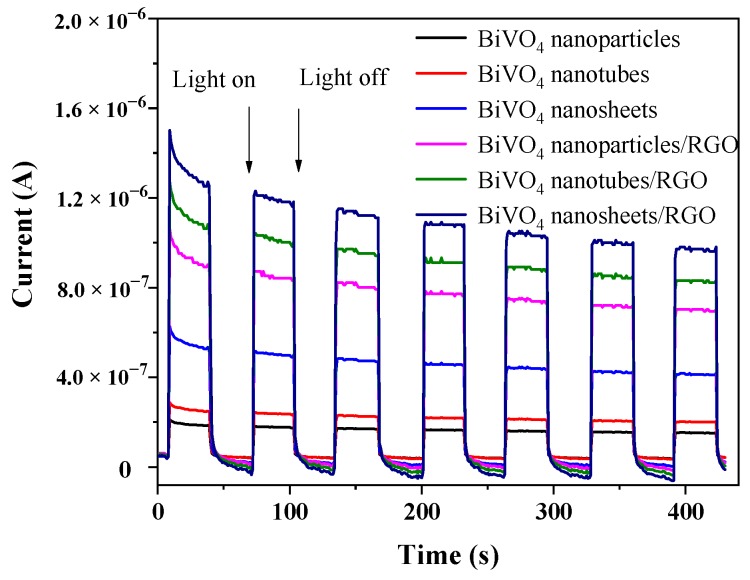 2.0 × 10⁻⁶
1.6 × 10⁻⁶
1.2 × 10⁻⁶
8.0 × 10⁻⁷
4.0 × 10⁻⁷
0
Current (A)
Light on
Light off
BiVO₄ nanoparticles
BiVO₄ nanotubes
BiVO₄ nanosheets
BiVO₄ nanoparticles/RGO
BiVO₄ nanotubes/RGO
BiVO₄ nanosheets/RGO
0 100 200 300 400
Time (s)